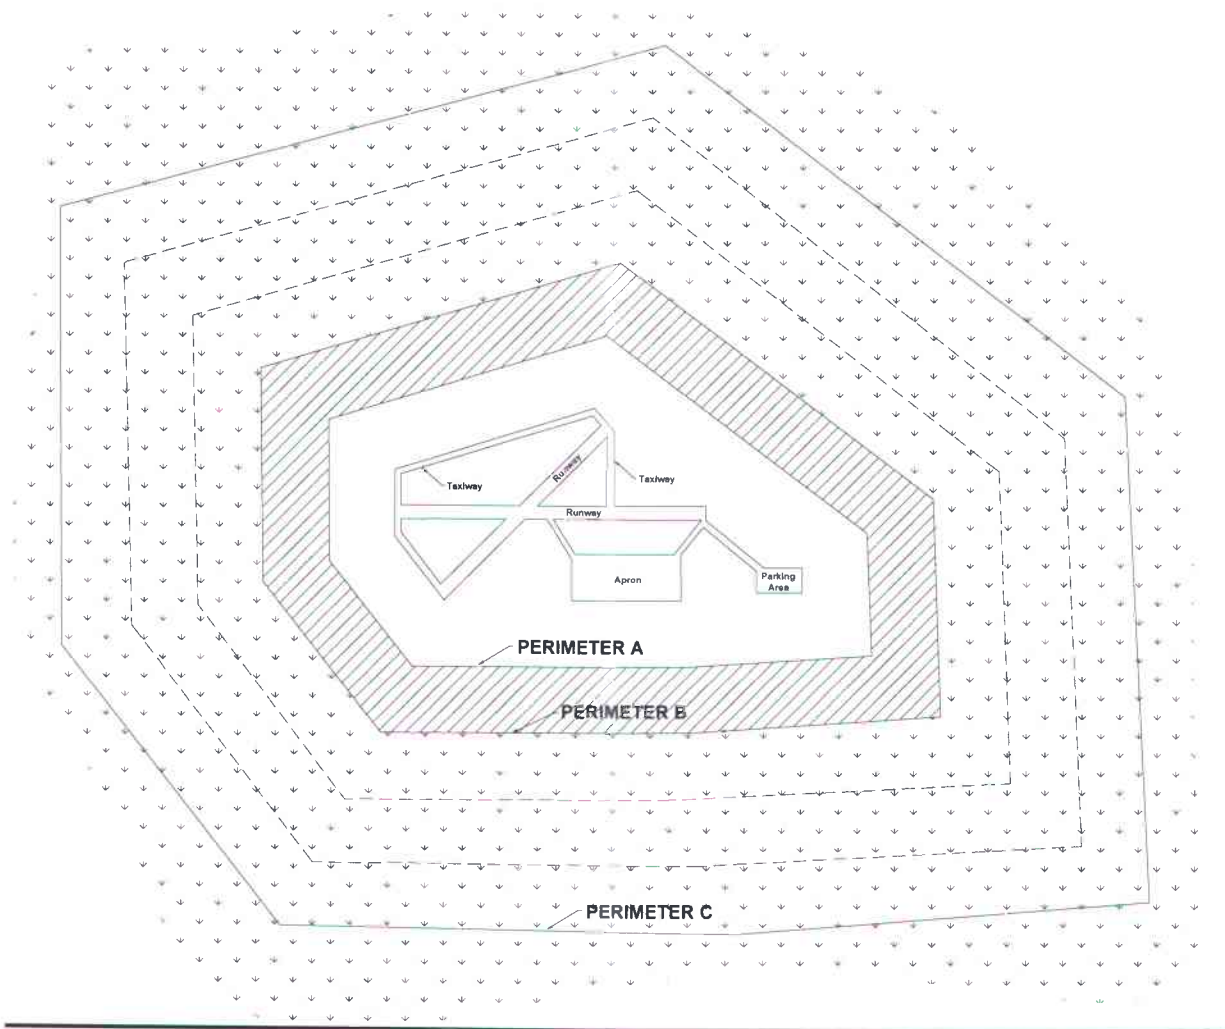 Runway
Taxiway
Taxiway
Runway
Apron
Parking
Area
PERIMETER A
PERIMETER B
PERIMETER C